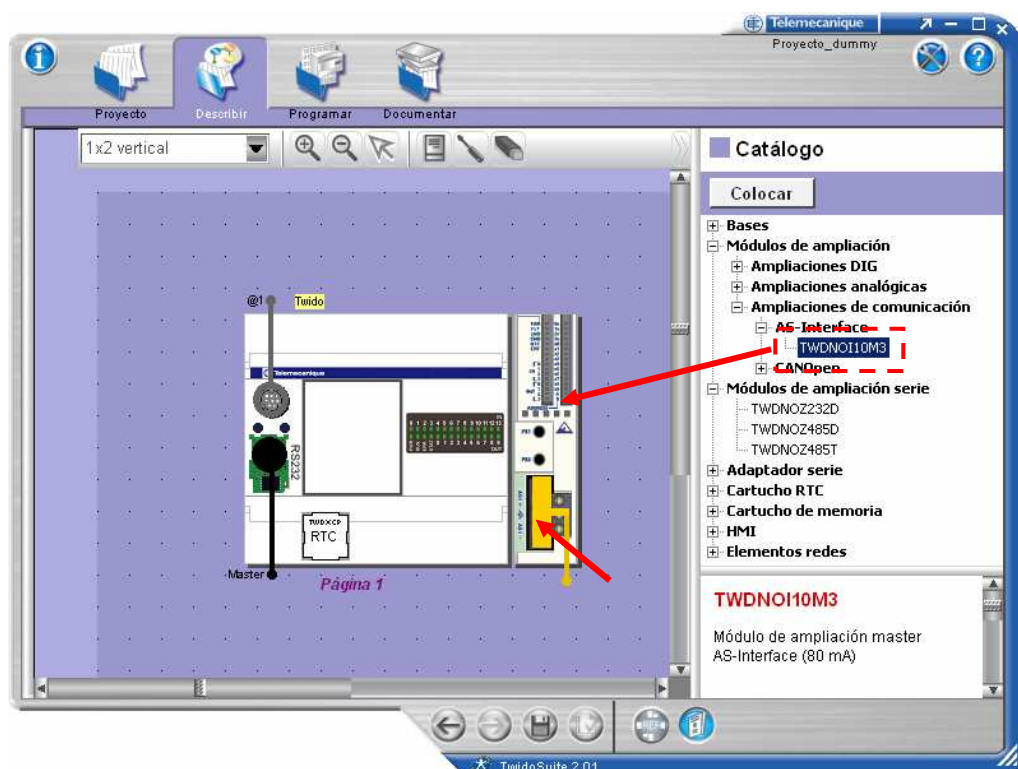 Telemecanique
Proyecto_dummy
Proyecto
Describir
Programar
Documentar
1x2 vertical
Catálogo
Colocar
Bases
Módulos de ampliación
Ampliaciones DIG
Ampliaciones analógicas
Ampliaciones de comunicación
AS-Interface
TWDNOI10M3
CANOpen
Módulos de ampliación serie
TWDNOZ232D
TWDNOZ485D
TWDNOZ485T
Adaptador serie
Cartucho RTC
Cartucho de memoria
HMI
Elementos redes
@1
Twido
Telemecanique
RS232
TWDXCP
RTC
Master
Página 1
TWDNOI10M3
Módulo de ampliación master
AS-Interface (80 mA)
TwidoSuite 2.01